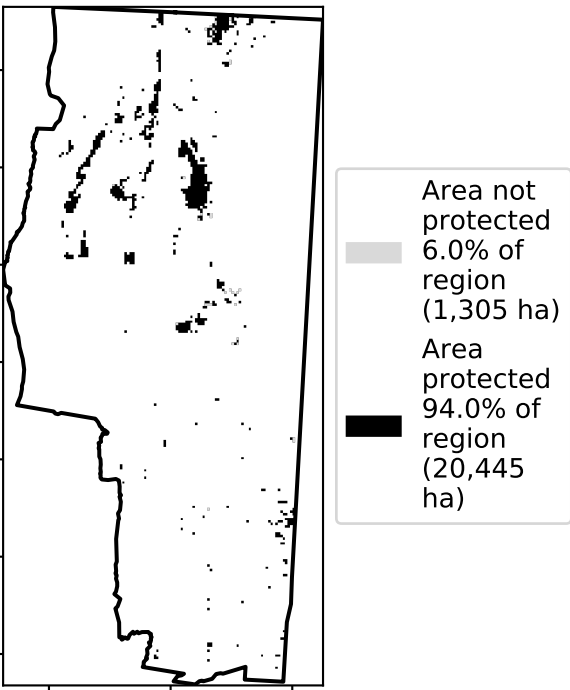 Area not
protected
6.0% of
region
(1,305 ha)
Area
protected
94.0% of
region
(20,445
ha)